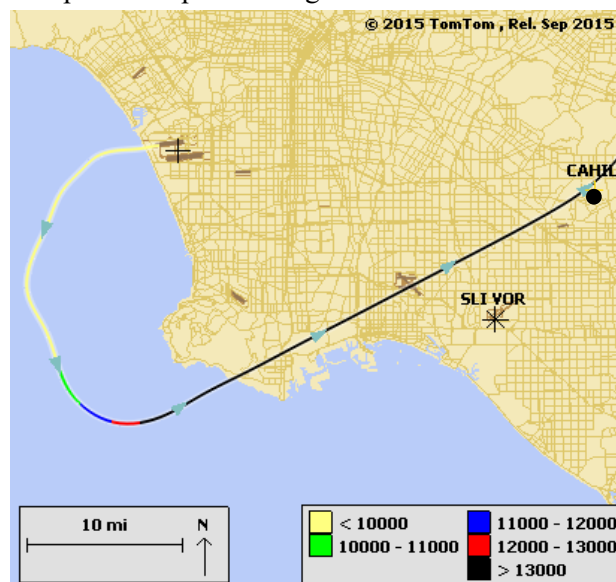 © 2015 TomTom , Rel. Sep 2015
CAHIL
SLI VOR
10 mi
N
< 10000
10000 - 11000
11000 - 12000
12000 - 13000
> 13000